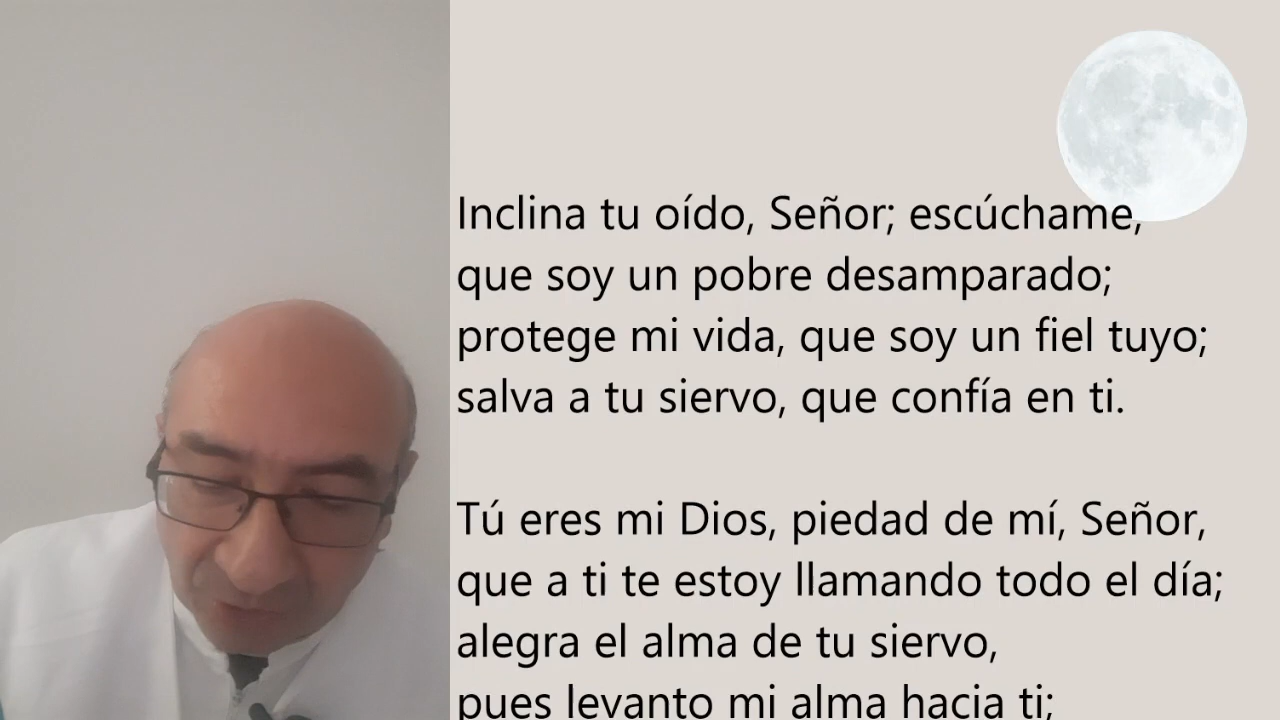 Inclina tu oído, Señor; escúchame,
que soy un pobre desamparado;
protege mi vida, que soy un fiel tuyo;
salva a tu siervo, que confía en ti.
Tú eres mi Dios, piedad de mí, Señor,
que a ti te estoy llamando todo el día;
alegra el alma de tu siervo,
pues levanto mi alma hacia ti;